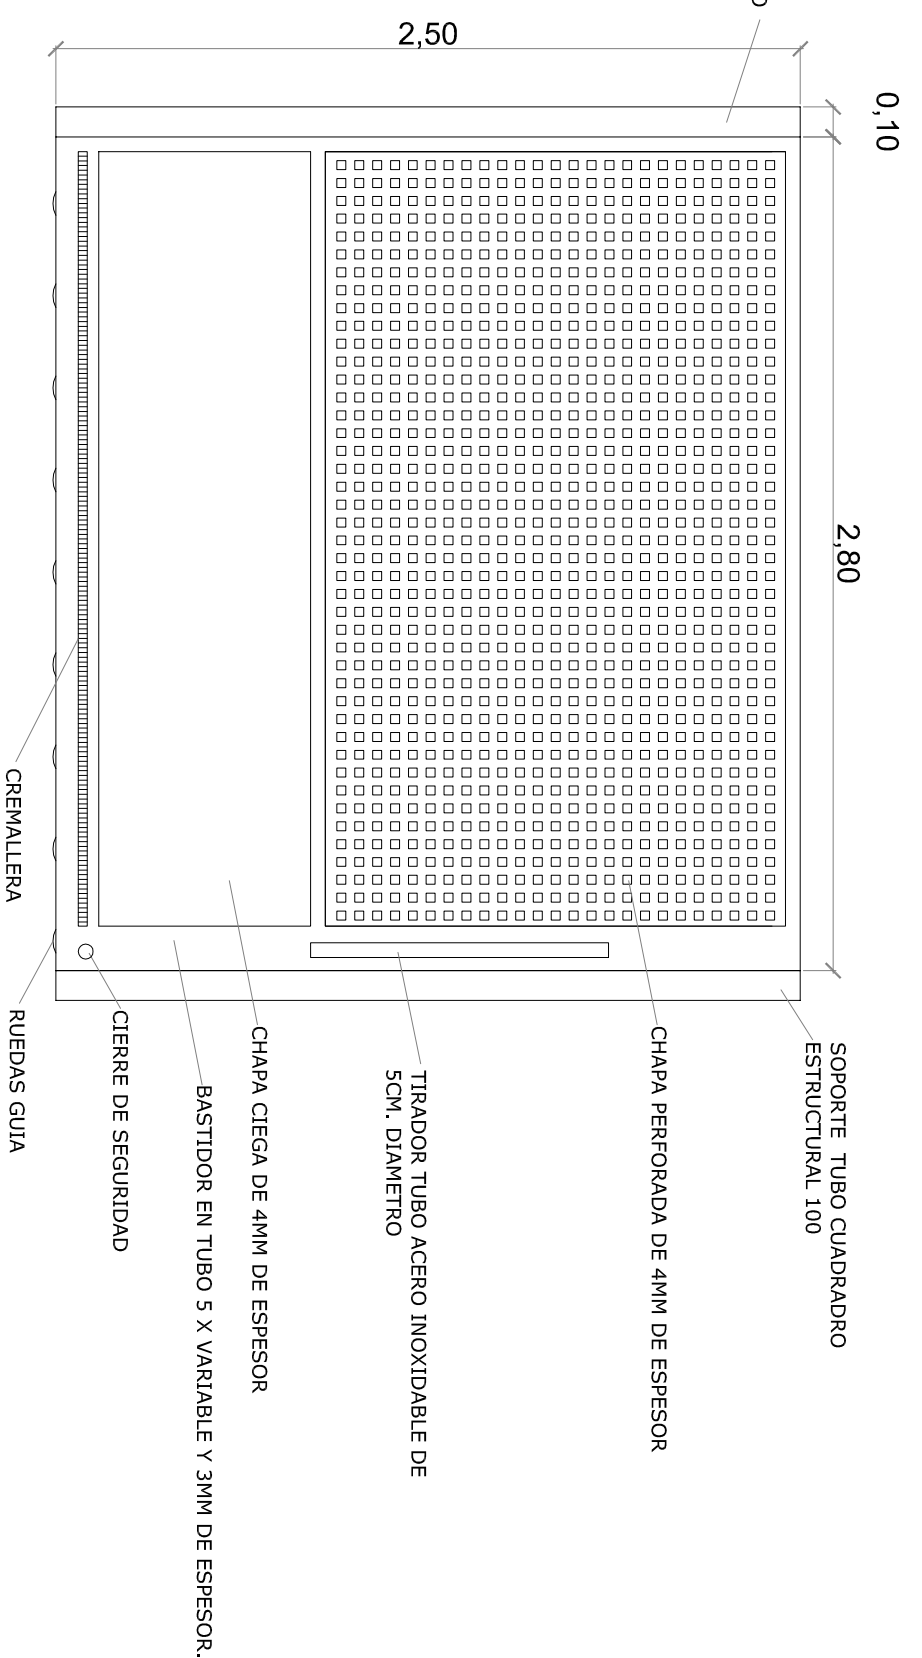 2,50
0,10
2,80
SOPORTE TUBO CUADRADRO
ESTRUCTURAL 100
CHAPA PERFORADA DE 4MM DE ESPESOR
TIRADOR TUBO ACERO INOXIDABLE DE
5CM. DIAMETRO
CHAPA CIEGA DE 4MM DE ESPESOR
BASTIDOR EN TUBO 5 X VARIABLE Y 3MM DE ESPESOR.
CIERRE DE SEGURIDAD
RUEDAS GUIA
CREMALLERA